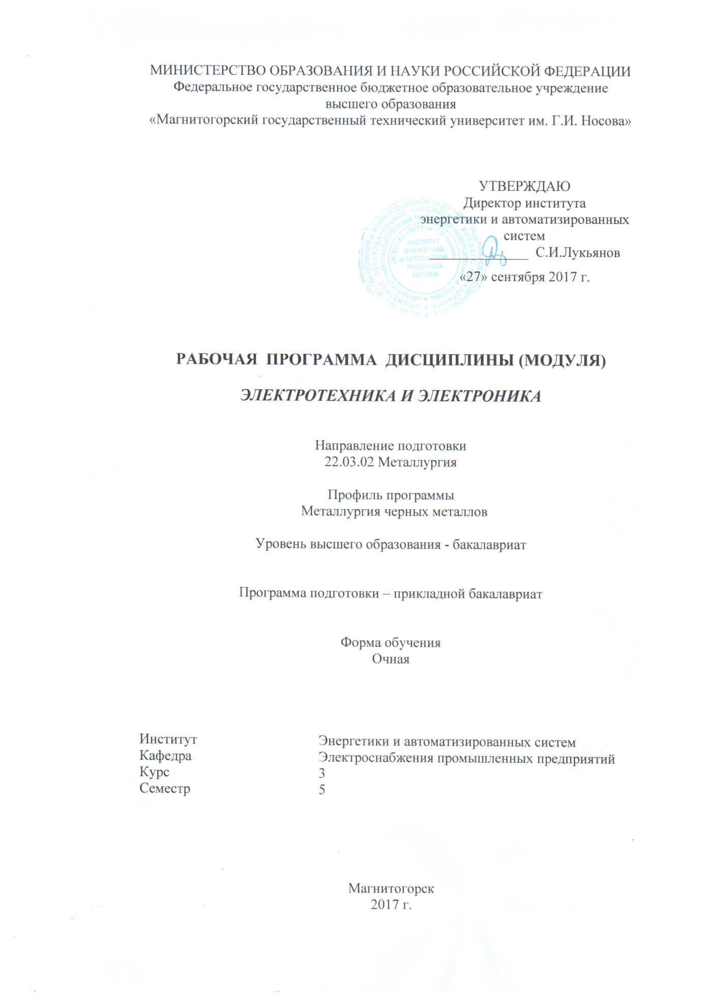 МИНИСТЕРСТВО ОБРАЗОВАНИЯ И НАУКИ РОССИЙСКОЙ ФЕДЕРАЦИИ
Федеральное государственное бюджетное образовательное учреждение
высшего образования
«Магнитогорский государственный технический университет им. Г.И. Носова»
УТВЕРЖДАЮ
Директор института
энергетики и автоматизированных
систем
С.И.Лукьянов
«27» сентября 2017 г.
ИНСТИТУТ
ЭНЕРГЕТИКИ
И АВТОМАТИЗИ-
РОВАННЫХ
СИСТЕМ
РАБОЧАЯ ПРОГРАММА ДИСЦИПЛИНЫ (МОДУЛЯ)
ЭЛЕКТРОТЕХНИКА И ЭЛЕКТРОНИКА
Направление подготовки
22.03.02 Металлургия
Профиль программы
Металлургия черных металлов
Уровень высшего образования - бакалавриат
Программа подготовки – прикладной бакалавриат
Форма обучения
Очная
Институт Энергетики и автоматизированных систем
Кафедра Электроснабжения промышленных предприятий
Курс 3
Семестр 5
Магнитогорск
2017 г.